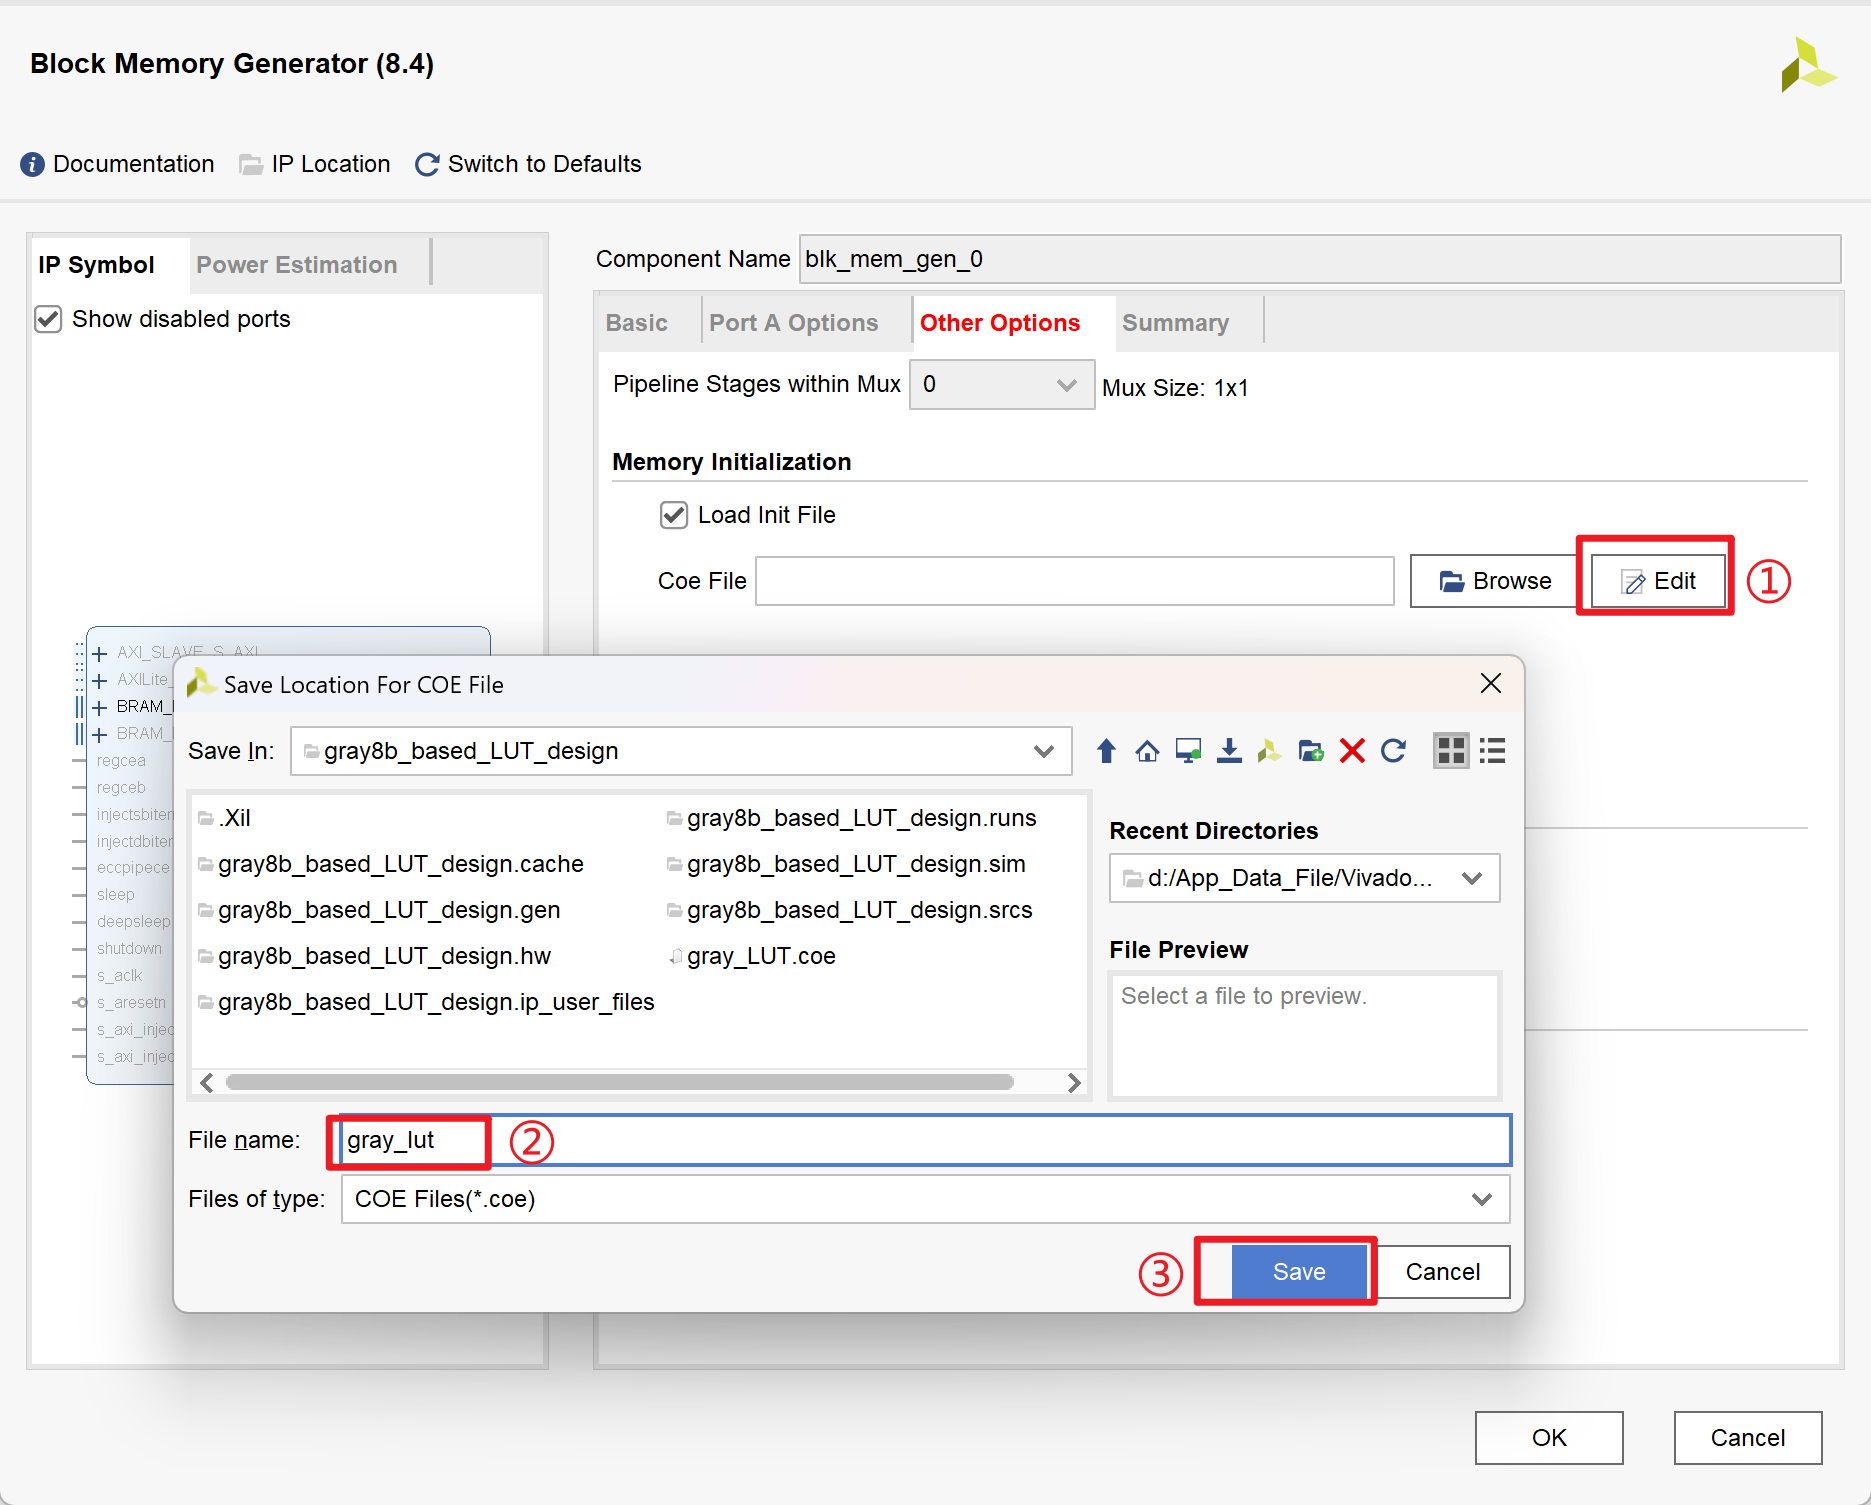 Block Memory Generator (8.4)
Documentation IP Location Switch to Defaults
IP Symbol Power Estimation
Show disabled ports
Component Name blk_mem_gen_0
Basic Port A Options Other Options Summary
Pipeline Stages within Mux 0 Mux Size: 1x1
Memory Initialization
Load Init File
Coe File Browse Edit ①
AXI_SLAVE_S_AXI
AXILite_
BRAM_
BRAM_
regcea
regceb
injectsbiterr
injectdbiterr
eccpipece
sleep
deepsleep
shutdown
s_aclk
s_aresetn
s_axi_injec
s_axi_injec
Save Location For COE File
Save In: gray8b_based_LUT_design
.Xil
gray8b_based_LUT_design.cache
gray8b_based_LUT_design.gen
gray8b_based_LUT_design.hw
gray8b_based_LUT_design.ip_user_files
gray8b_based_LUT_design.runs
gray8b_based_LUT_design.sim
gray8b_based_LUT_design.srcs
gray_LUT.coe
Recent Directories
d:/App_Data_File/Vivado...
File Preview
Select a file to preview.
File name: gray_lut ②
Files of type: COE Files(*.coe)
③ Save Cancel
OK Cancel